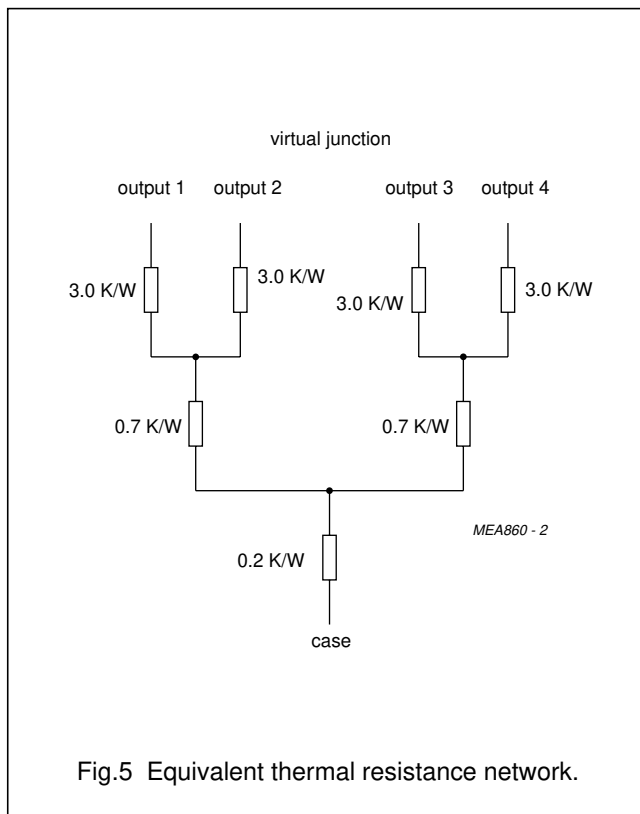 virtual junction
output 1 output 2 output 3 output 4
3.0 K/W 3.0 K/W 3.0 K/W 3.0 K/W
0.7 K/W 0.7 K/W
MEA860 - 2
0.2 K/W
case
Fig.5 Equivalent thermal resistance network.